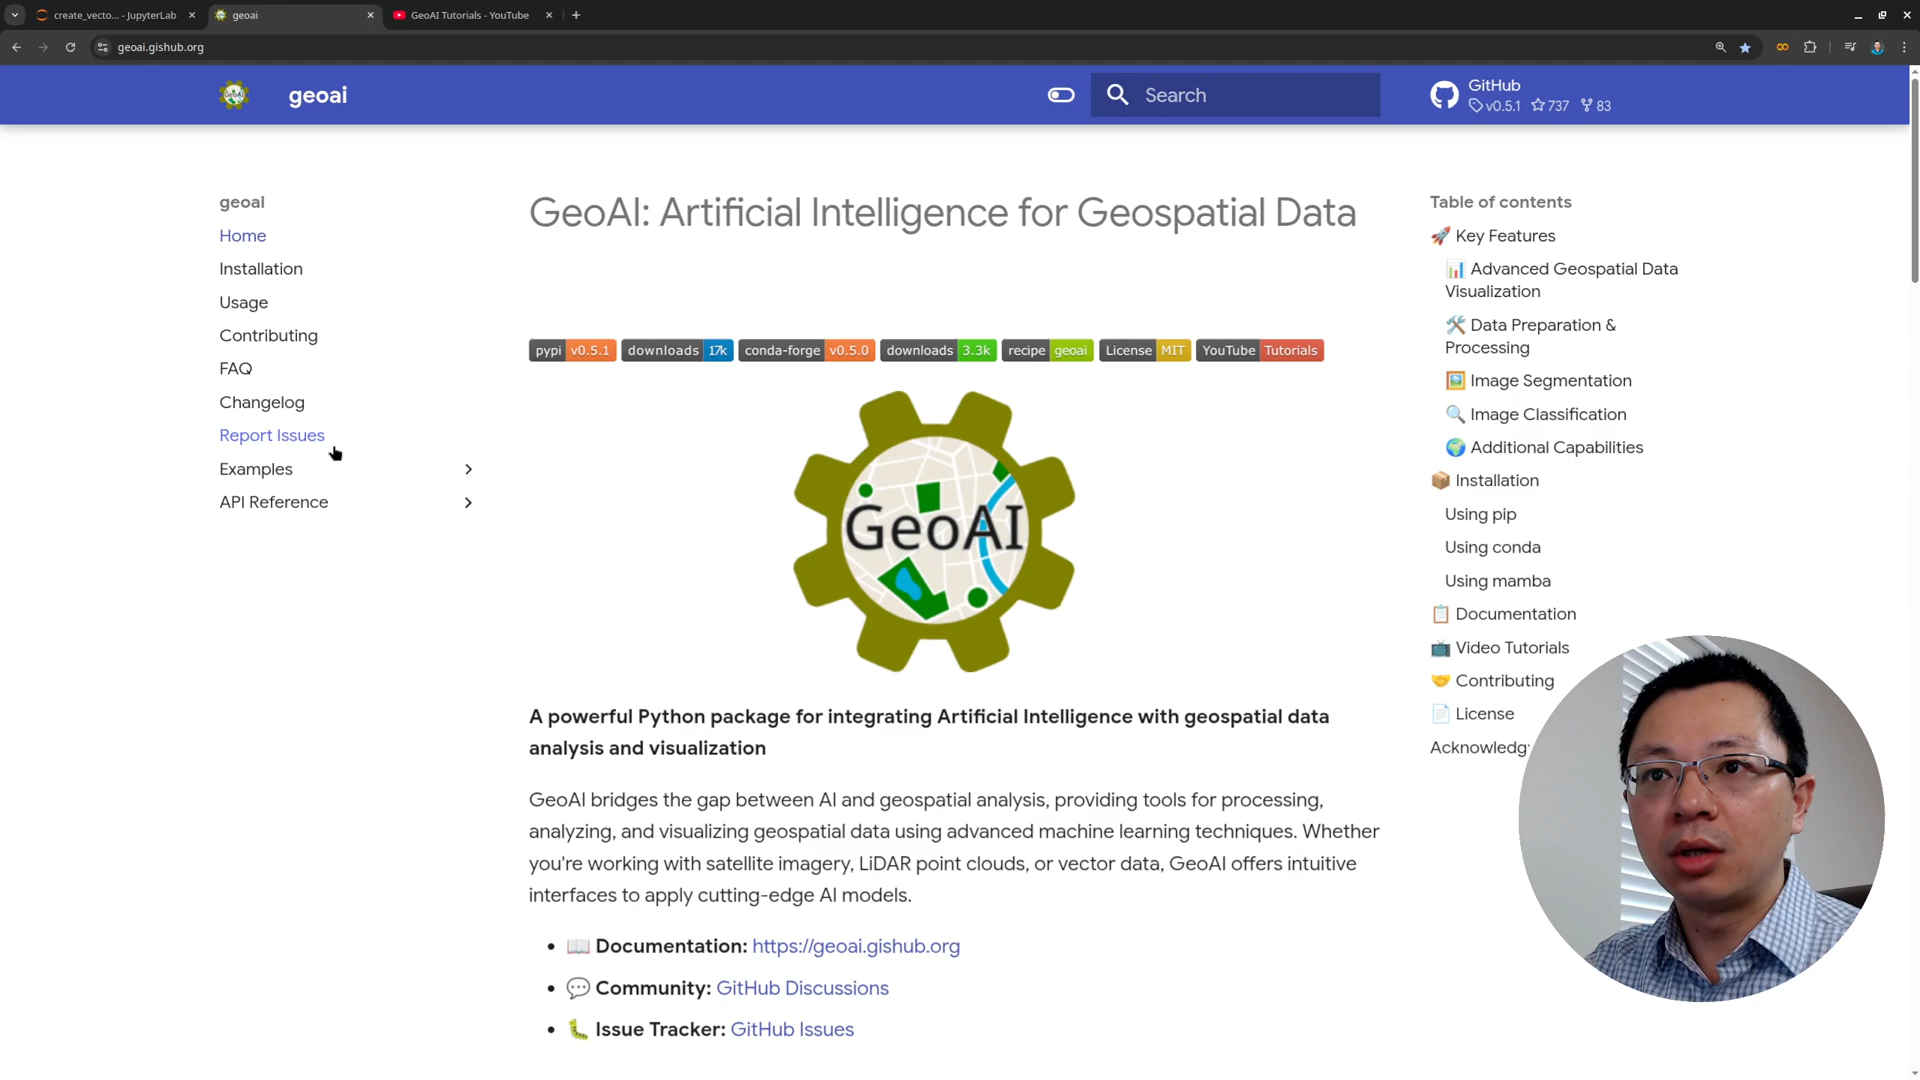 create_vecto... - JupyterLab
geoai
GeoAI Tutorials - YouTube
geoai.gishub.org
GeoAI
geoai
Search
GitHub
v0.5.1 737 83
geoai
Home
Installation
Usage
Contributing
FAQ
Changelog
Report Issues
Examples
API Reference
GeoAI: Artificial Intelligence for Geospatial Data
pypi v0.5.1 downloads 17k conda-forge v0.5.0 downloads 3.3k recipe geoai License MIT YouTube Tutorials
GeoAI
A powerful Python package for integrating Artificial Intelligence with geospatial data
analysis and visualization
GeoAI bridges the gap between AI and geospatial analysis, providing tools for processing,
analyzing, and visualizing geospatial data using advanced machine learning techniques. Whether
you're working with satellite imagery, LiDAR point clouds, or vector data, GeoAI offers intuitive
interfaces to apply cutting-edge AI models.
• 📖 Documentation: https://geoai.gishub.org
• 💬 Community: GitHub Discussions
• 🐛 Issue Tracker: GitHub Issues
Table of contents
🚀 Key Features
📊 Advanced Geospatial Data
Visualization
🛠️ Data Preparation &
Processing
🖼️ Image Segmentation
🔍 Image Classification
🌍 Additional Capabilities
📦 Installation
Using pip
Using conda
Using mamba
📋 Documentation
📺 Video Tutorials
🤝 Contributing
📄 License
Acknowledg